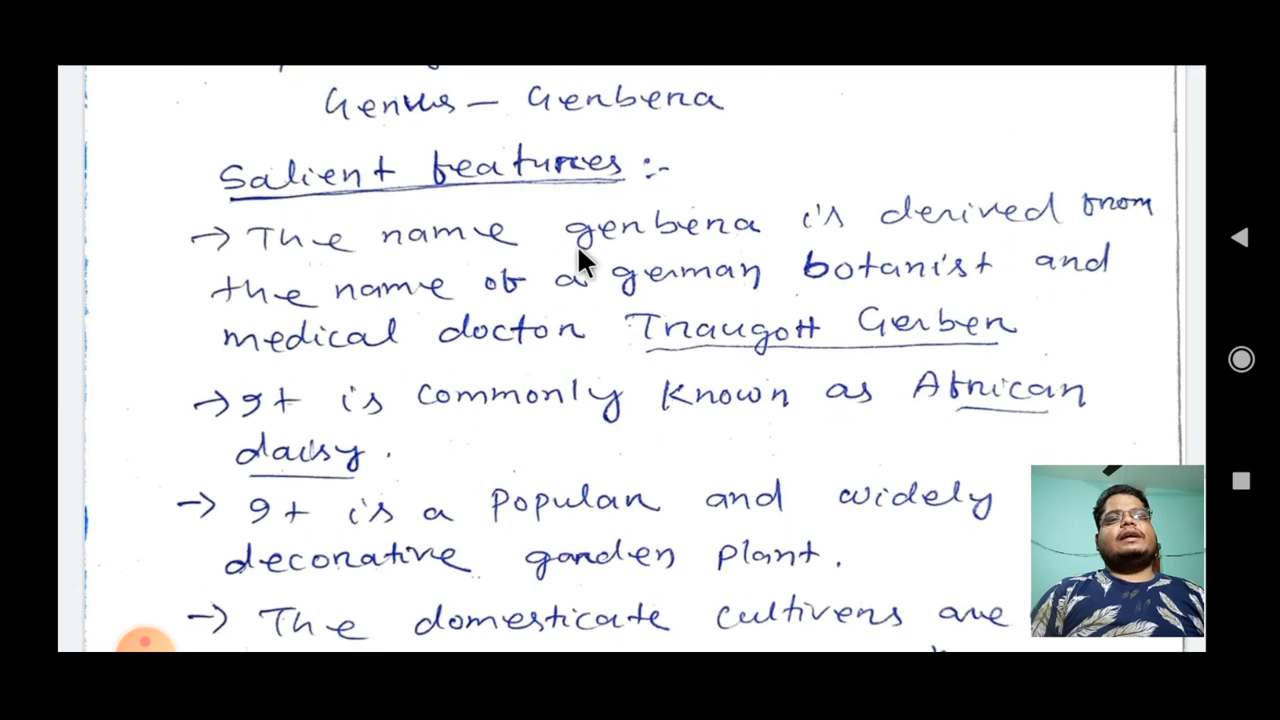 Genus - Gerbera
Salient features :-
→ The name gerbera is derived from
the name of a german botanist and
medical doctor Traugott Gerber
→ It is commonly known as African
daisy.
→ It is a popular and widely
decorative garden plant.
→ The domesticate cultivers are